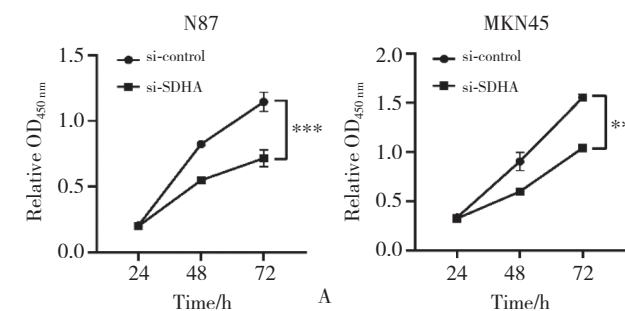 N87
1.5
1.0
0.5
0.0
Relative OD450 nm
si-control
si-SDHA
***
24 48 72
Time/h
MKN45
2.0
1.5
1.0
0.5
0.0
Relative OD450 nm
si-control
si-SDHA
**
24 48 72
Time/h
A